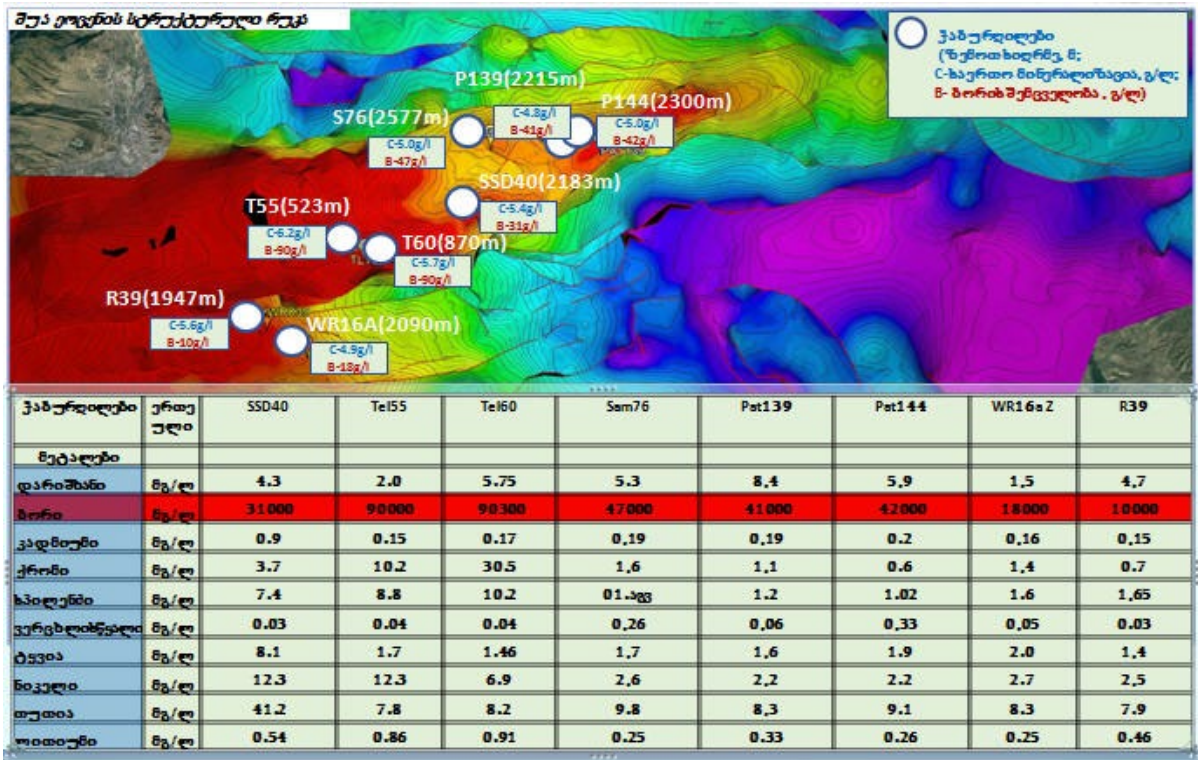 შუა ეოცენის სტრუქტურული რუკა
ჭაბურღილები
(ზემოთ სიღრმე, მ;
C-საერთო მინერალიზაცია, გ/ლ;
B- ბორის შემცველობა, გ/ლ)
P139(2215m)
C-4.8g/l
B-41g/l
P144(2300m)
C-5.0g/l
B-42g/l
S76(2577m)
C-5.0g/l
B-47g/l
SSD40(2183m)
C-5.4g/l
B-31g/l
T55(523m)
C-6.2g/l
B-90g/l
T60(870m)
C-5.7g/l
B-90g/l
R39(1947m)
C-5.6g/l
B-10g/l
WR16A(2090m)
C-4.9g/l
B-18g/l
ჭაბურღილები ერთე SSD40 Tel55 Tel60 Sam76 Pat139 Pat144 WR16a Z R39
ული
მეტალები
დარიშხანი მგ/ლ 4.3 2.0 5.75 5.3 8,4 5,9 1,5 4,7
ბორი მგ/ლ 31000 90000 90300 47000 41000 42000 18000 10000
კადმიუმი მგ/ლ 0.9 0.15 0.17 0,19 0,19 0.2 0,16 0,15
ქრომი მგ/ლ 3.7 10.2 30.5 1,6 1,1 0.6 1,4 0.7
სპილენძი მგ/ლ 7.4 8.8 10.2 01.აგვ 1.2 1.02 1.6 1,65
ვერცხლისწყალი მგ/ლ 0.03 0.04 0.04 0,26 0,06 0,33 0,05 0.03
ტყვია მგ/ლ 8.1 1.7 1.46 1,7 1,6 1.9 2.0 1,4
ნიკელი მგ/ლ 12.3 12.3 6.9 2,6 2,2 2.2 2.7 2,5
თუთია მგ/ლ 41.2 7.8 8.2 9.8 8,3 9.1 8.3 7.9
ლითიუმი მგ/ლ 0.54 0.86 0.91 0.25 0.33 0.26 0.25 0.46